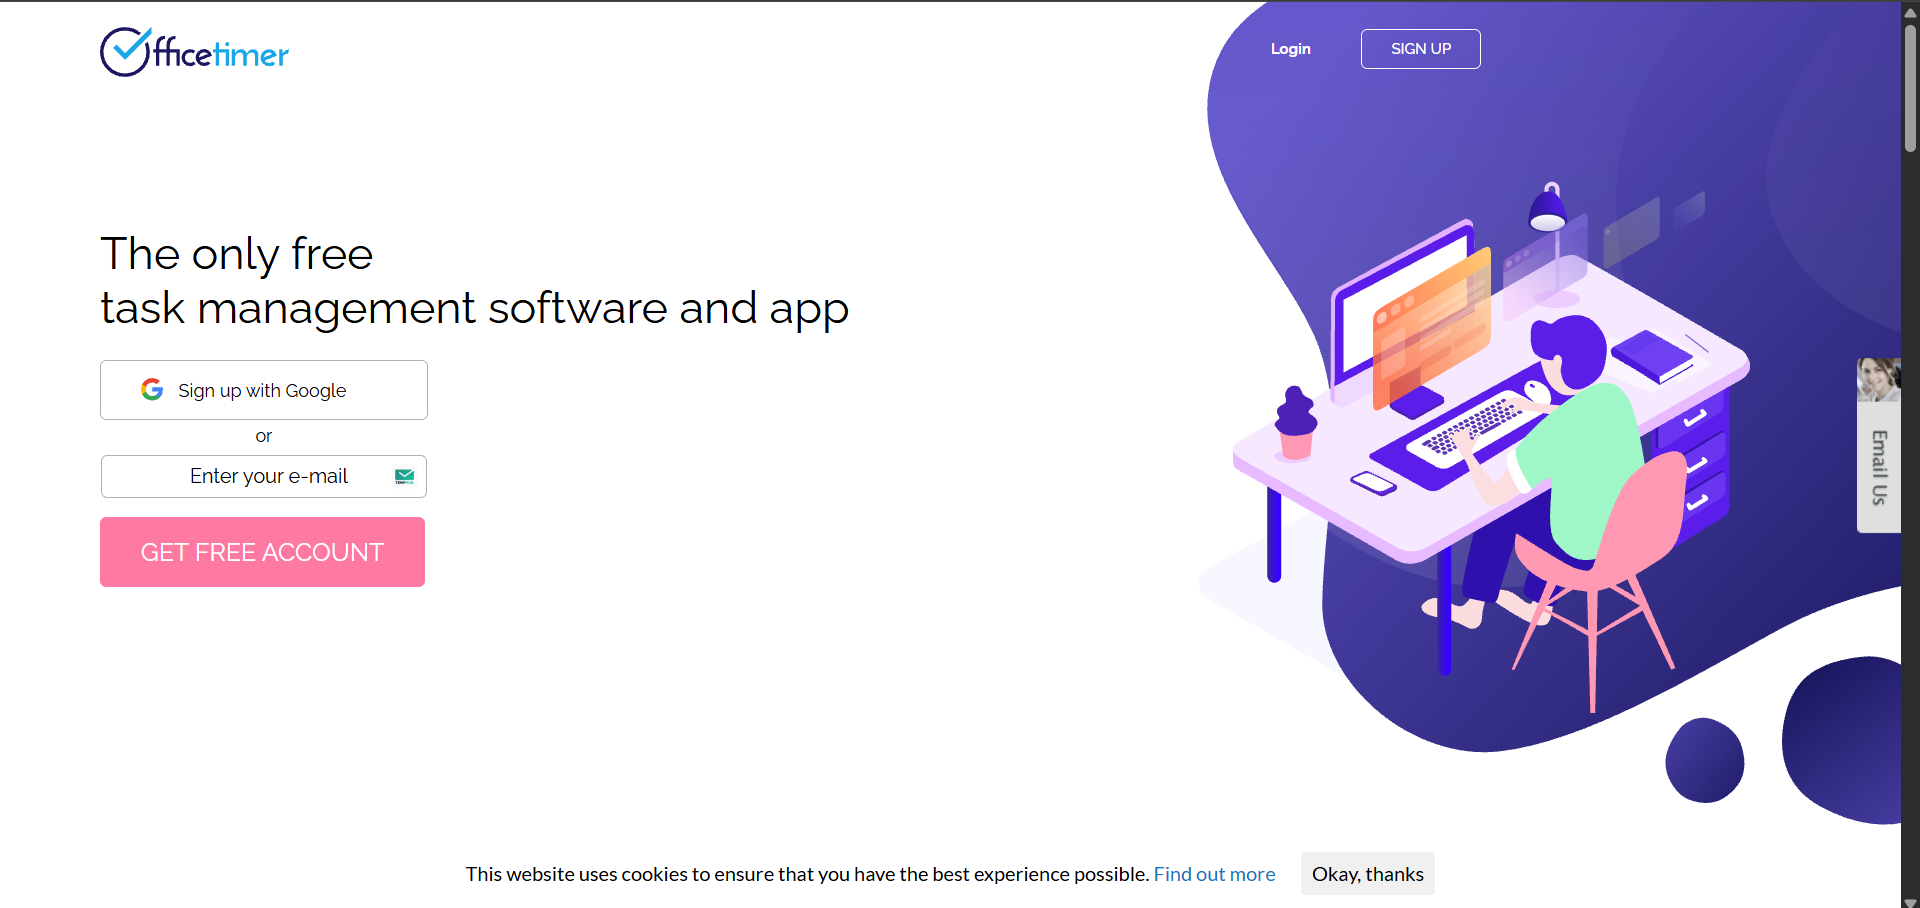 Officetimer
Login
SIGN UP
The only free
task management software and app
Sign up with Google
or
Enter your e-mail
GET FREE ACCOUNT
Email Us
This website uses cookies to ensure that you have the best experience possible. Find out more
Okay, thanks